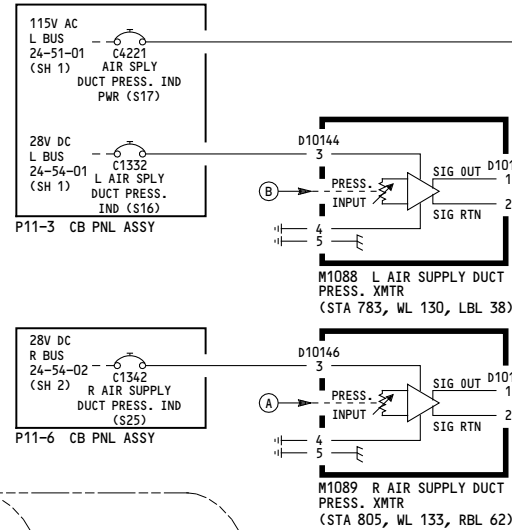 115V AC
L BUS
24-51-01
(SH 1)
C4221
AIR SPLY
DUCT PRESS. IND
PWR (S17)
28V DC
L BUS
24-54-01
(SH 1)
C1332
L AIR SPLY
DUCT PRESS.
IND (S16)
P11-3 CB PNL ASSY
D10144
3
B
PRESS.
INPUT
SIG OUT
1
SIG RTN
2
4
5
M1088 L AIR SUPPLY DUCT
PRESS. XMTR
(STA 783, WL 130, LBL 38)
28V DC
R BUS
24-54-02
(SH 2)
C1342
R AIR SUPPLY
DUCT PRESS. IND
(S25)
P11-6 CB PNL ASSY
D10146
3
A
PRESS.
INPUT
SIG OUT
1
SIG RTN
2
4
5
M1089 R AIR SUPPLY DUCT
PRESS. XMTR
(STA 805, WL 133, RBL 62)